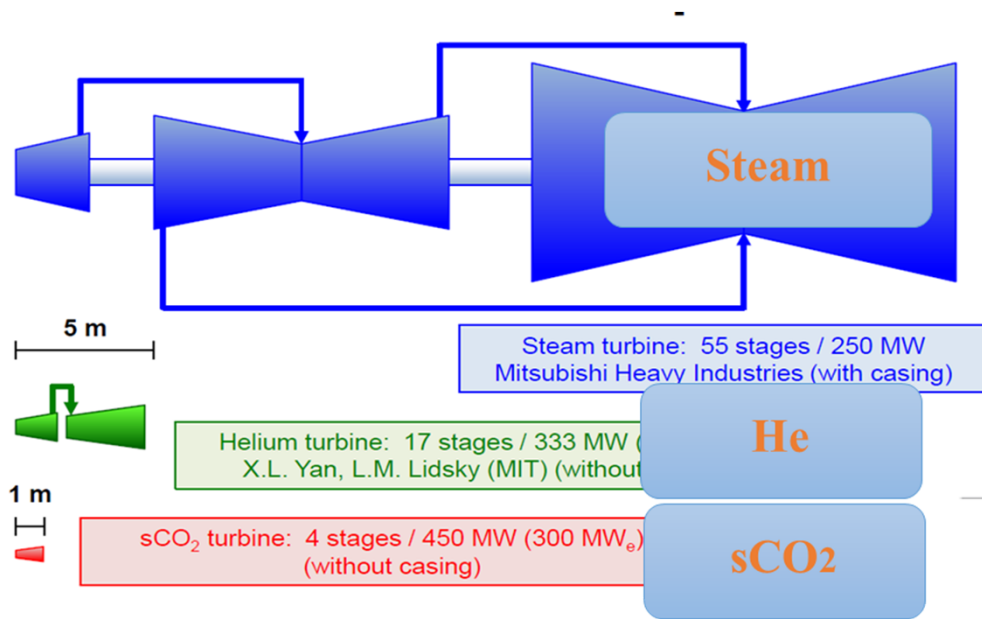 -
Steam
5 m
Steam turbine: 55 stages / 250 MW
Mitsubishi Heavy Industries (with casing)
Helium turbine: 17 stages / 333 MW (
X.L. Yan, L.M. Lidsky (MIT) (without
He
1 m
sCO₂ turbine: 4 stages / 450 MW (300 MWₑ)
(without casing)
sCO₂